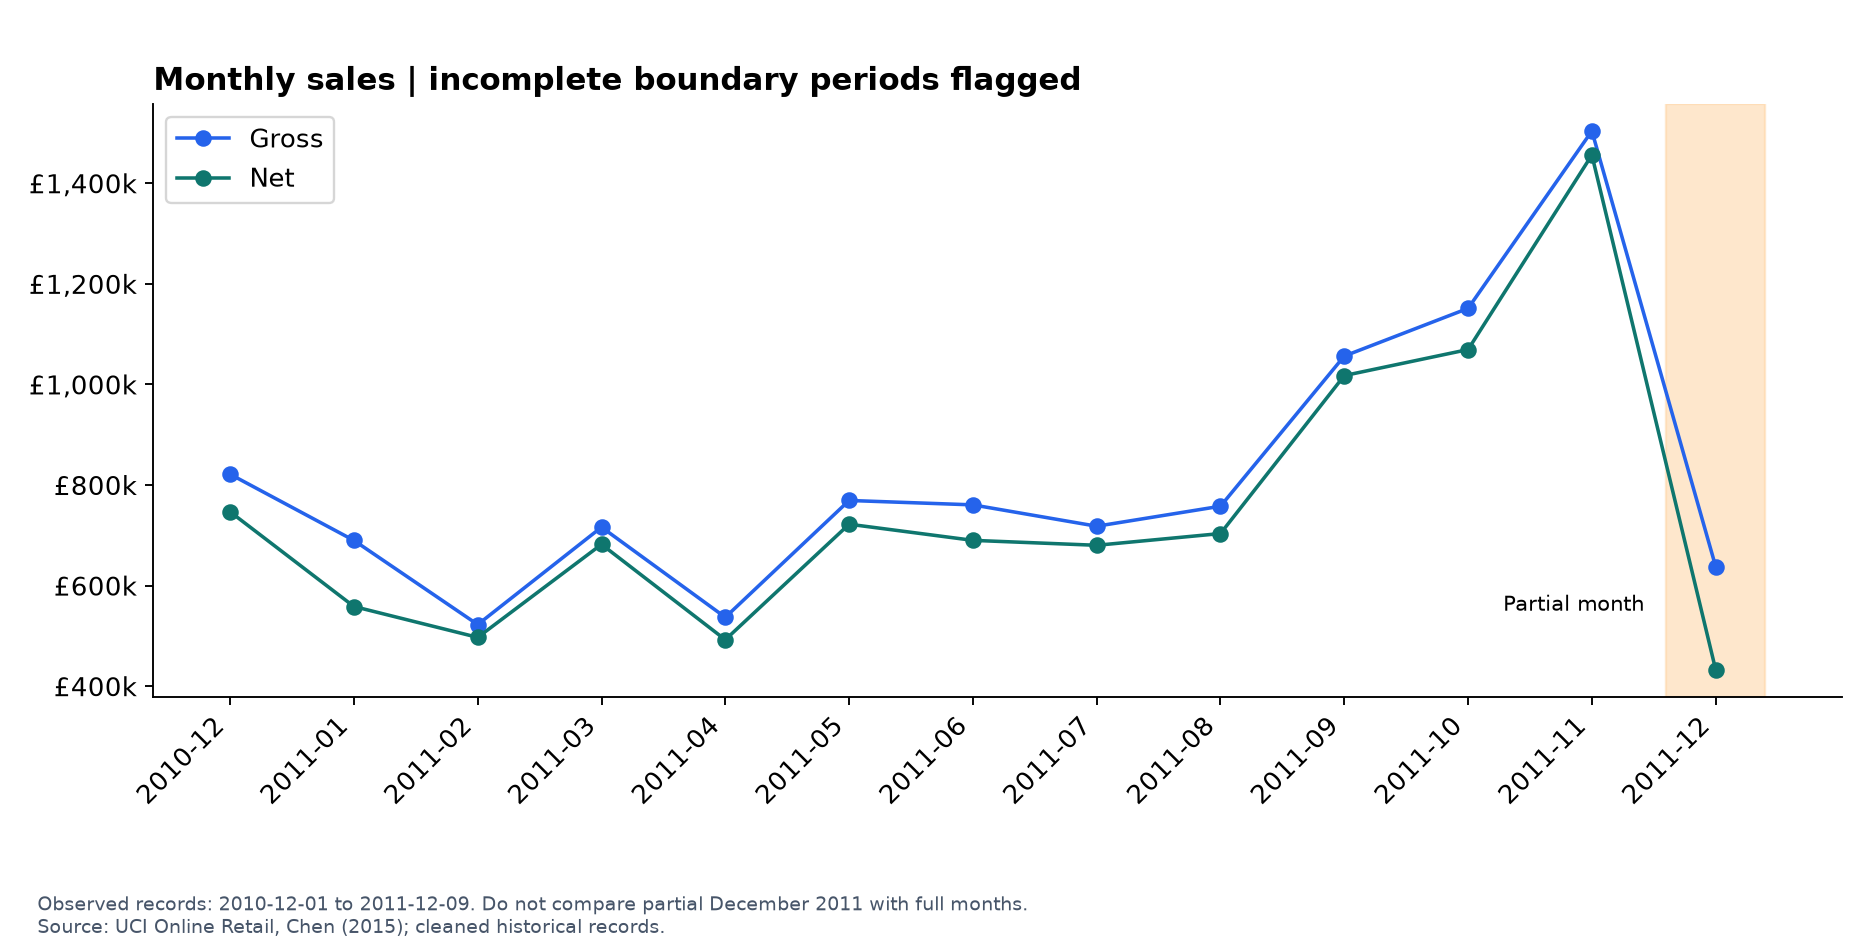 Monthly sales | incomplete boundary periods flagged
Gross
Net
£1,400k
£1,200k
£1,000k
£800k
£600k
£400k
Partial month
2010-12
2011-01
2011-02
2011-03
2011-04
2011-05
2011-06
2011-07
2011-08
2011-09
2011-10
2011-11
2011-12
Observed records: 2010-12-01 to 2011-12-09. Do not compare partial December 2011 with full months.
Source: UCI Online Retail, Chen (2015); cleaned historical records.